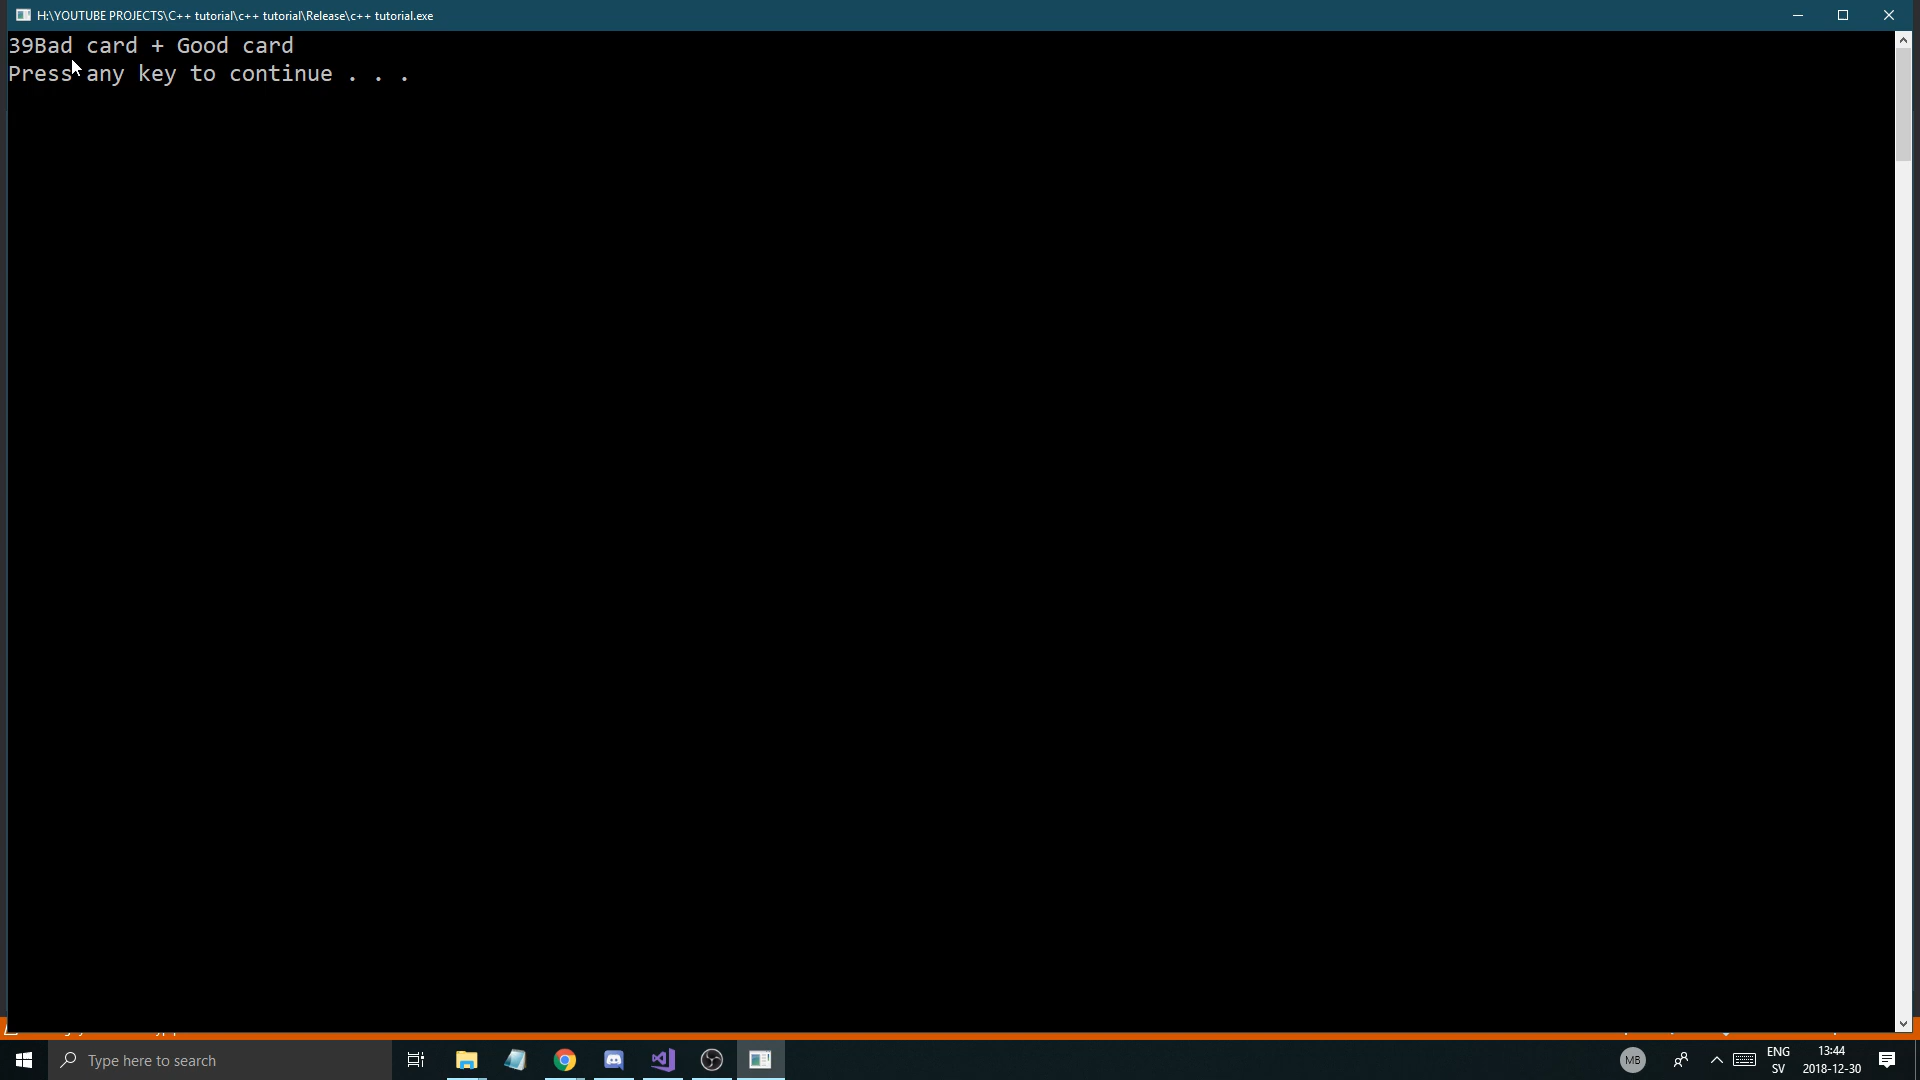 H:\YOUTUBE PROJECTS\C++ tutorial\c++ tutorial\Release\c++ tutorial.exe
39Bad card + Good card
Press any key to continue . . .
Type here to search
MB
ENG
SV
13:44
2018-12-30